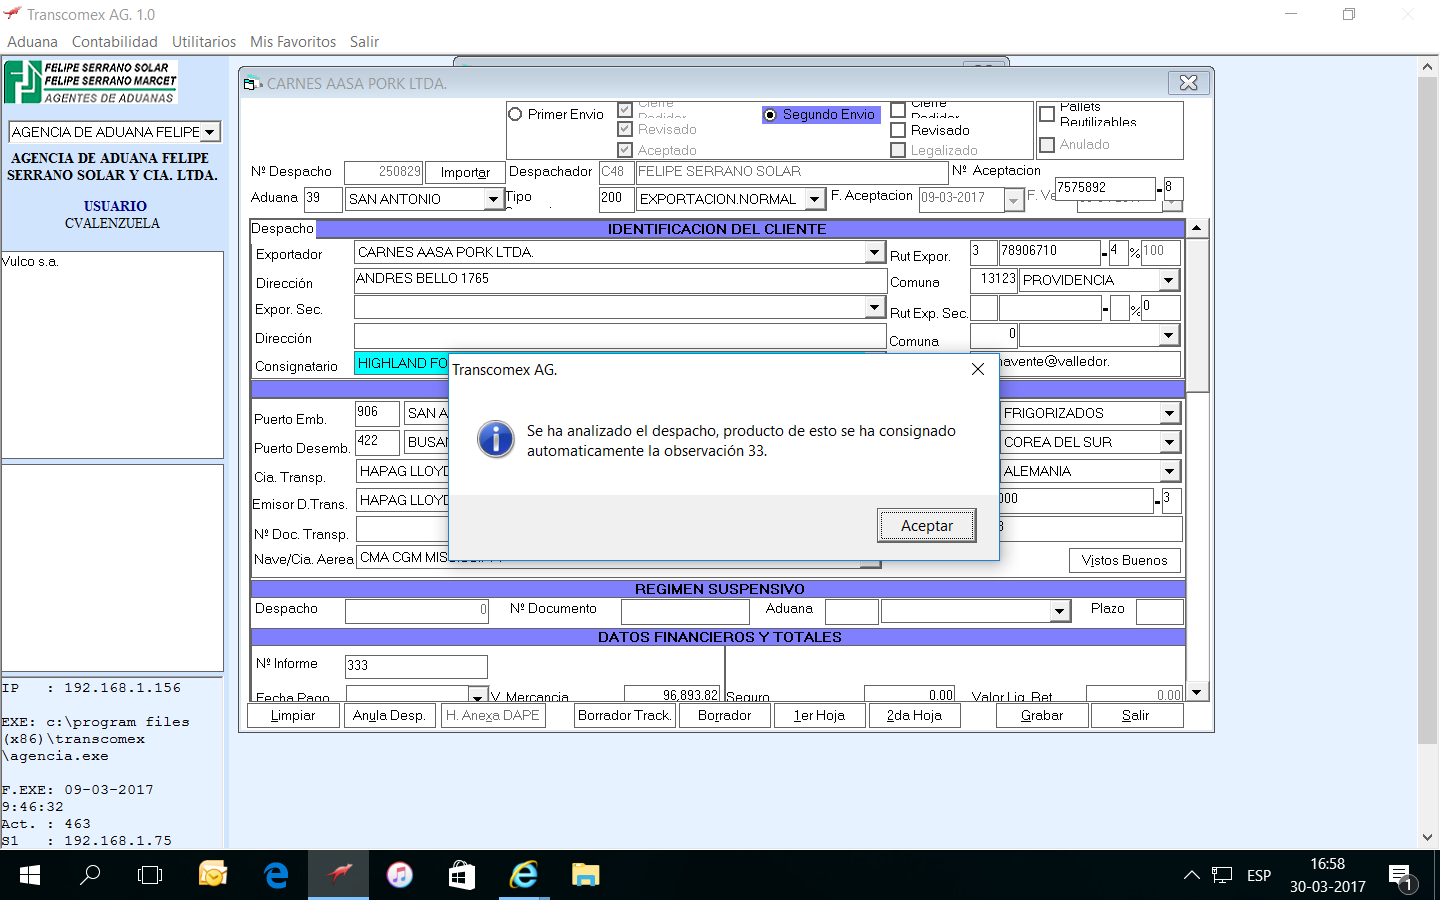 Transcomex AG. 1.0
Aduana Contabilidad Utilitarios Mis Favoritos Salir
FELIPE SERRANO SOLAR
FELIPE SERRANO MARCET
AGENTES DE ADUANAS
AGENCIA DE ADUANA FELIPE
AGENCIA DE ADUANA FELIPE
SERRANO SOLAR Y CIA. LTDA.
USUARIO
CVALENZUELA
Vulco s.a.
IP : 192.168.1.156
EXE: c:\program files
(x86)\transcomex
\agencia.exe
F.EXE: 09-03-2017
9:46:32
Act. : 463
S1 : 192.168.1.75
CARNES AASA PORK LTDA.
Primer Envio Cierre Pedidor Segundo Envio Cierre Pedidor Pallets Reutilizables
Revisado Revisado
Aceptado Legalizado Anulado
Nº Despacho 250829 Importar Despachador C48 FELIPE SERRANO SOLAR Nº Aceptacion 7575892 - 8
Aduana 39 SAN ANTONIO Tipo 200 EXPORTACION.NORMAL F. Aceptacion 09-03-2017 F. Ve
Despacho IDENTIFICACION DEL CLIENTE
Exportador CARNES AASA PORK LTDA. Rut Expor. 3 78906710 - 4 % 100
Dirección ANDRES BELLO 1765 Comuna 13123 PROVIDENCIA
Expor. Sec. Rut Exp. Sec. - % 0
Dirección Comuna 0
Consignatario HIGHLAND FO navente@valledor.
Puerto Emb. 906 SAN A FRIGORIZADOS
Puerto Desemb. 422 BUSAN COREA DEL SUR
Cia. Transp. HAPAG LLOYD ALEMANIA
Emisor D.Trans. HAPAG LLOYD 000 - 3
Nº Doc. Transp.
Nave/Cia. Aerea CMA CGM Vistos Buenos
Transcomex AG.
Se ha analizado el despacho, producto de esto se ha consignado
automaticamente la observación 33.
Aceptar
REGIMEN SUSPENSIVO
Despacho 0 Nº Documento Aduana Plazo
DATOS FINANCIEROS Y TOTALES
Nº Informe 333
Fecha Pago V. Mercancia 96,893.82 Seguro 0.00 Valor Liq. Ret. 0.00
Limpiar Anula Desp. H. Anexa DAPE Borrador Track. Borrador 1er Hoja 2da Hoja Grabar Salir
ESP
16:58
30-03-2017
1